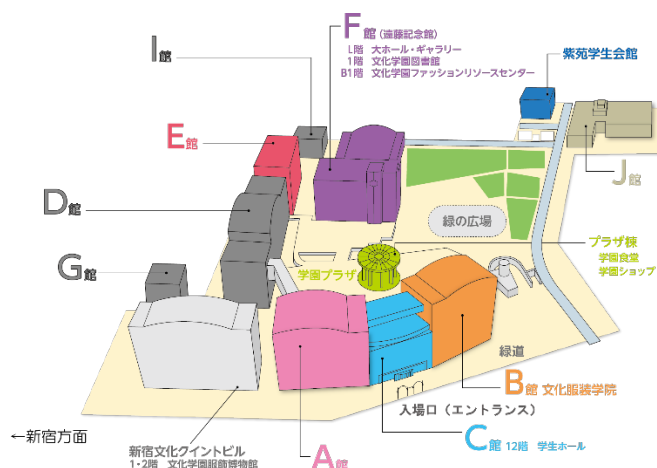 F館(遠藤記念館)
L階 大ホール・ギャラリー
1階 文化学園図書館
B1階 文化学園ファッションリソースセンター
I館
紫苑学生会館
E館
J館
D館
緑の広場
プラザ棟
学園食堂
学園ショップ
G館
学園プラザ
緑道
B館 文化服装学院
入場口(エントランス)
C館 12階 学生ホール
←新宿方面
新宿文化クイントビル
1・2階 文化学園服飾博物館
A館